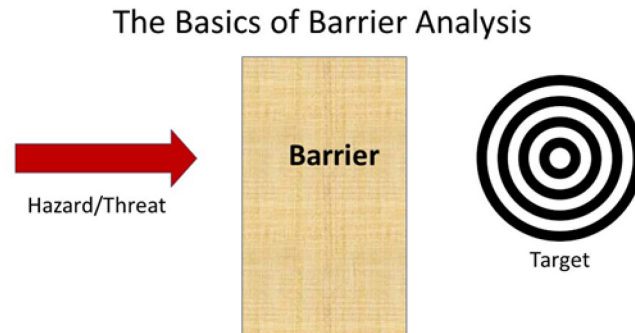 The Basics of Barrier Analysis
Barrier
Hazard/Threat
Target